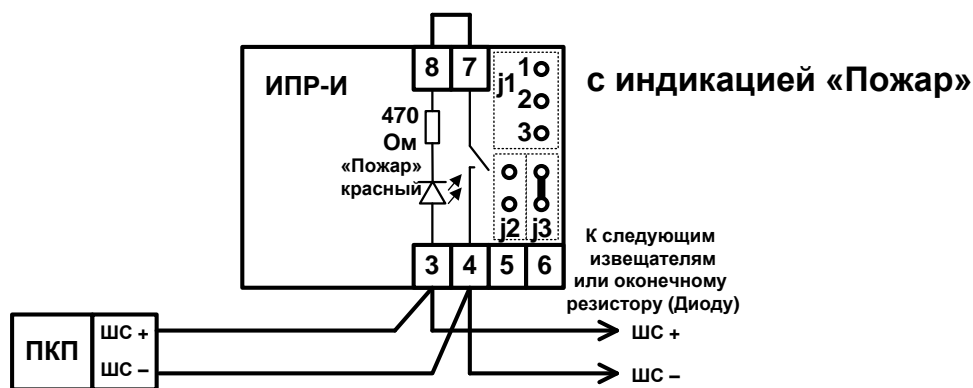 8 7
ИПР-И
1
j1
2
3
с индикацией «Пожар»
470
Ом
«Пожар»
красный
j2 j3
3 4 5 6
К следующим
извещателям
или оконечному
резистору (Диоду)
ПКП
ШС +
ШС –
ШС +
ШС –